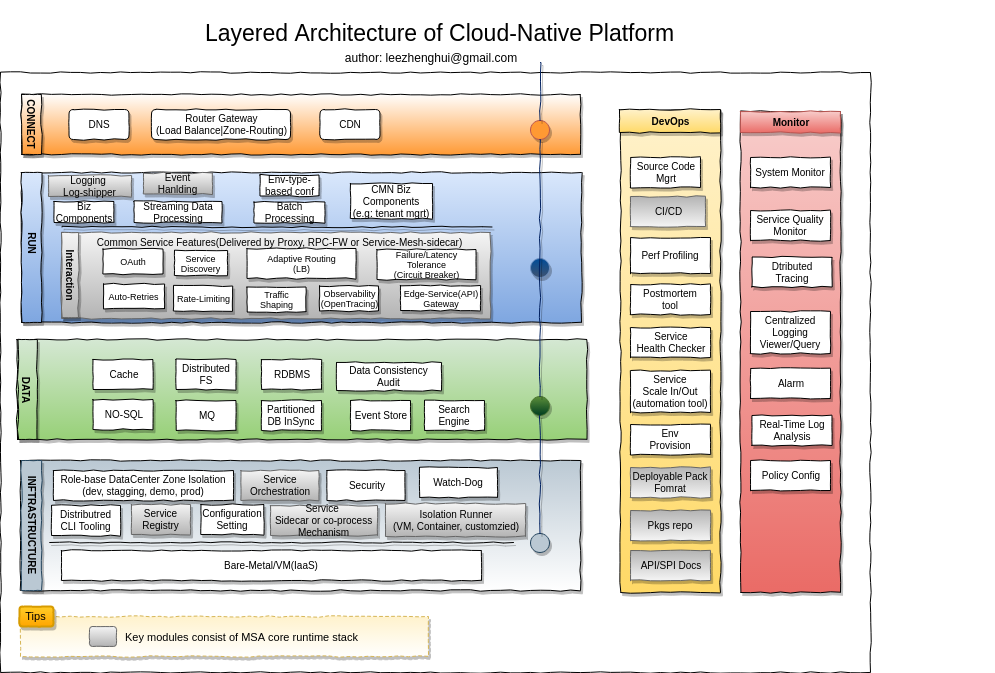 Layered Architecture of Cloud-Native Platform
author: leezhenghui@gmail.com
CONNECT
DNS
Router Gateway
(Load Balance|Zone-Routing)
CDN
RUN
Logging
Log-shipper
Event
Hanlding
Env-type-
based conf
CMN Biz
Components
(e.g: tenant mgrt)
Biz
Components
Streaming Data
Processing
Batch
Processing
Interaction
Common Service Features(Delivered by Proxy, RPC-FW or Service-Mesh-sidecar)
OAuth
Service
Discovery
Adaptive Routing
(LB)
Failure/Latency
Tolerance
(Circuit Breaker)
Auto-Retries
Rate-Limiting
Traffic
Shaping
Observability
(OpenTracing)
Edge-Service(API)
Gateway
DATA
Cache
Distributed
FS
RDBMS
Data Consistency
Audit
NO-SQL
MQ
Partitioned
DB InSync
Event Store
Search
Engine
INFTRASTRUCTURE
Role-base DataCenter Zone Isolation
(dev, stagging, demo, prod)
Service
Orchestration
Security
Watch-Dog
Distributred
CLI Tooling
Service
Registry
Configuration
Setting
Service
Sidecar or co-process
Mechanism
Isolation Runner
(VM, Container, customzied)
Bare-Metal/VM(IaaS)
DevOps
Source Code
Mgrt
CI/CD
Perf Profiling
Postmortem
tool
Service
Health Checker
Service
Scale In/Out
(automation tool)
Env
Provision
Deployable Pack
Fomrat
Pkgs repo
API/SPI Docs
Monitor
System Monitor
Service Quality
Monitor
Dtributed
Tracing
Centralized
Logging
Viewer/Query
Alarm
Real-Time Log
Analysis
Policy Config
Tips
Key modules consist of MSA core runtime stack